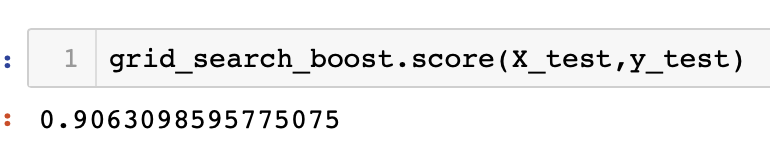 : 1 grid_search_boost.score(X_test,y_test)
: 0.9063098595775075